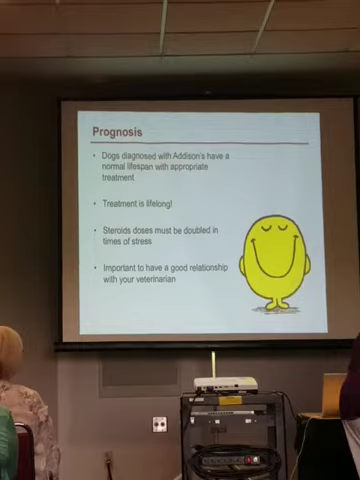 Prognosis
• Dogs diagnosed with Addison's have a
normal lifespan with appropriate
treatment
• Treatment is lifelong!
• Steroids doses must be doubled in
times of stress
• Important to have a good relationship
with your veterinarian